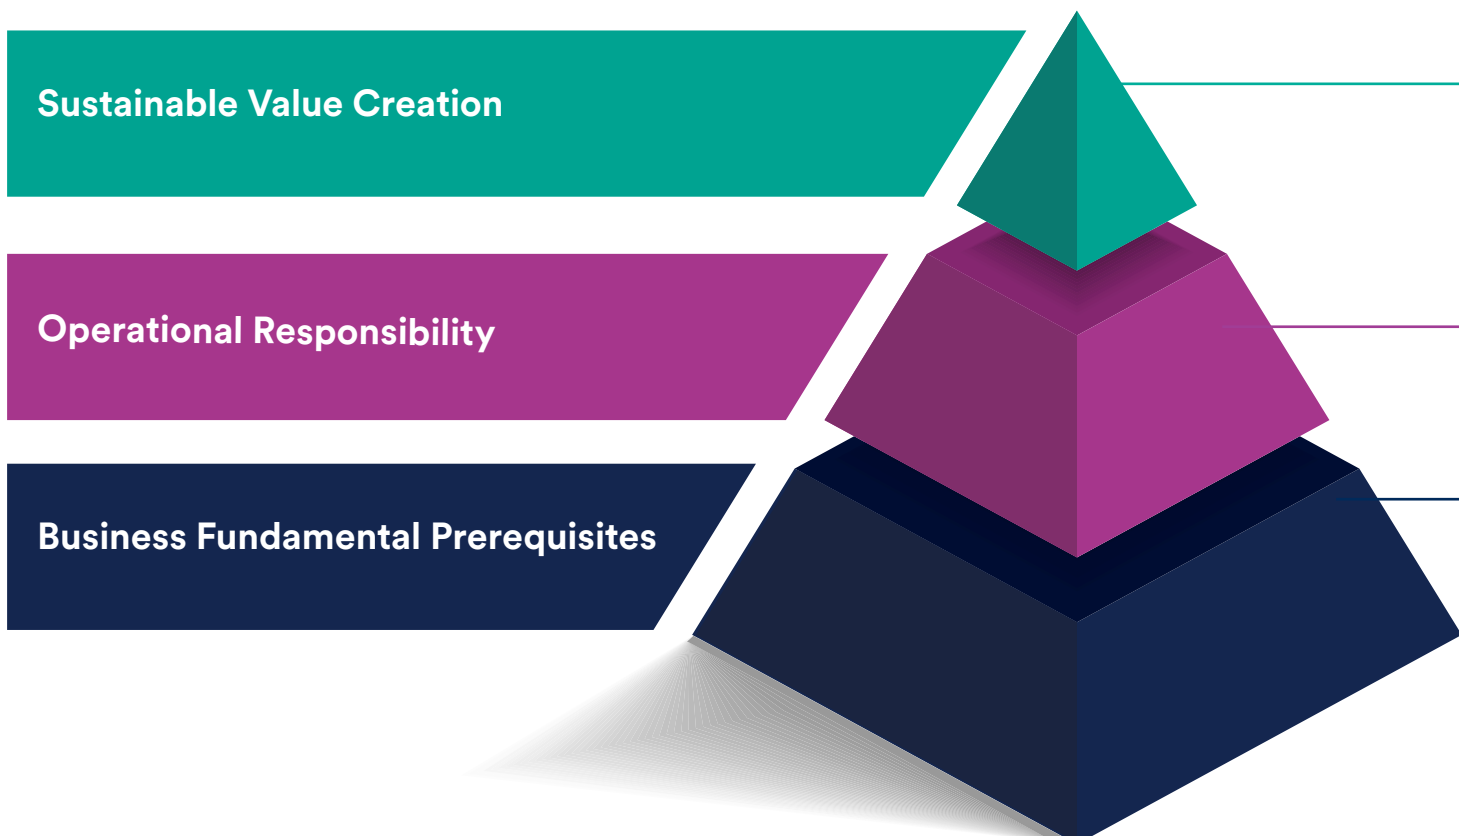 Sustainable Value Creation
Operational Responsibility
Business Fundamental Prerequisites